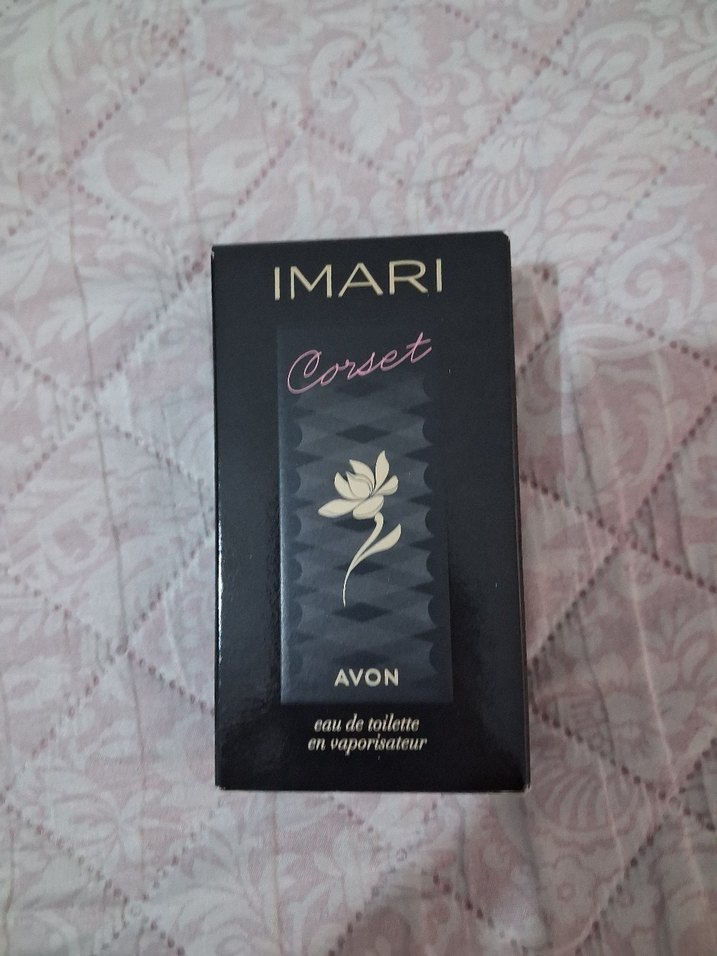 IMARI
Corset
AVON
eau de toilette
en vaporisateur